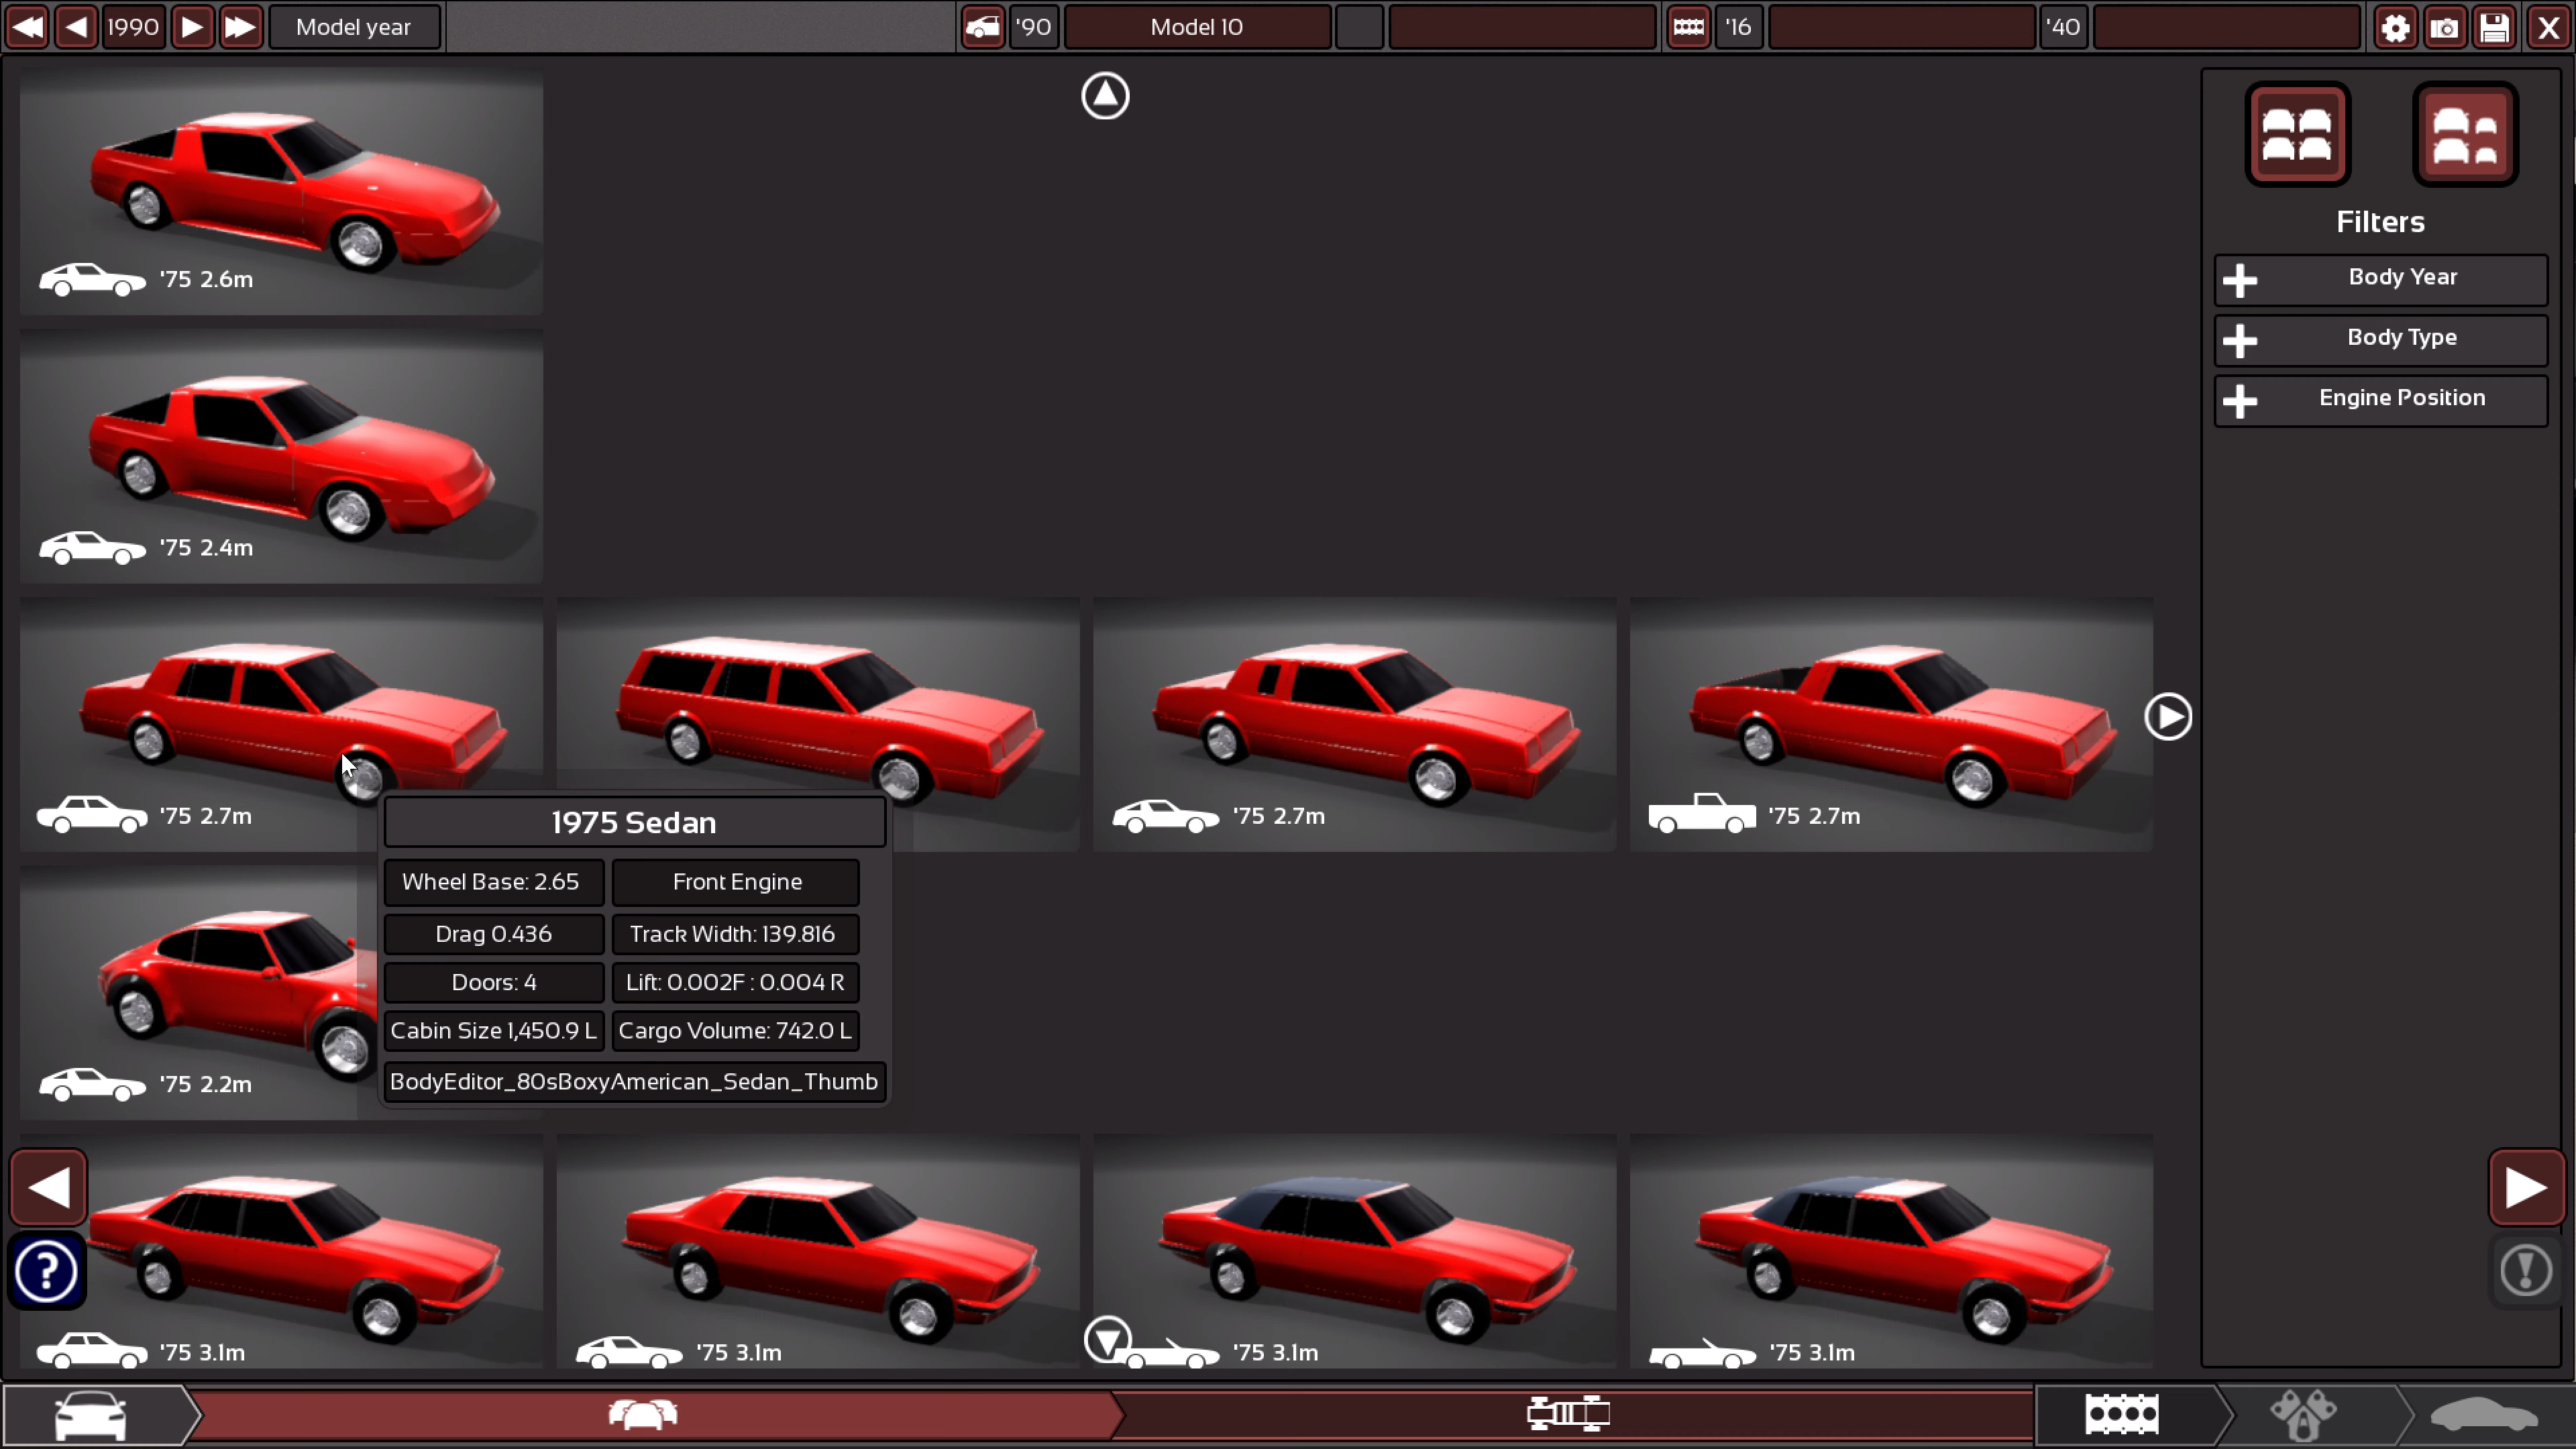 1990 Model year '90 Model 10 '16 '40
Filters
Body Year
Body Type
Engine Position
'75 2.6m
'75 2.4m
'75 2.7m
'75 2.7m
'75 2.7m
1975 Sedan
Wheel Base: 2.65 Front Engine
Drag 0.436 Track Width: 139.816
Doors: 4 Lift: 0.002F : 0.004 R
Cabin Size 1,450.9 L Cargo Volume: 742.0 L
BodyEditor_80sBoxyAmerican_Sedan_Thumb
'75 2.2m
'75 3.1m
'75 3.1m
'75 3.1m
'75 3.1m